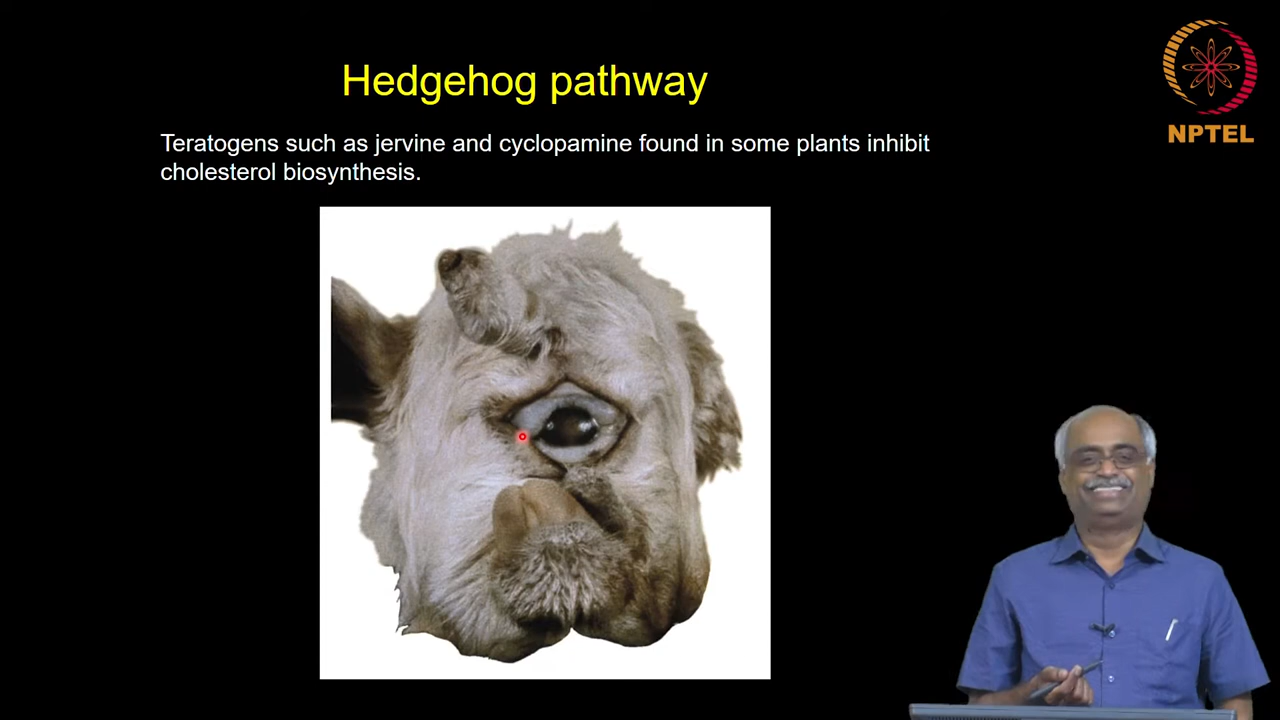 Hedgehog pathway
Teratogens such as jervine and cyclopamine found in some plants inhibit
cholesterol biosynthesis.
NPTEL